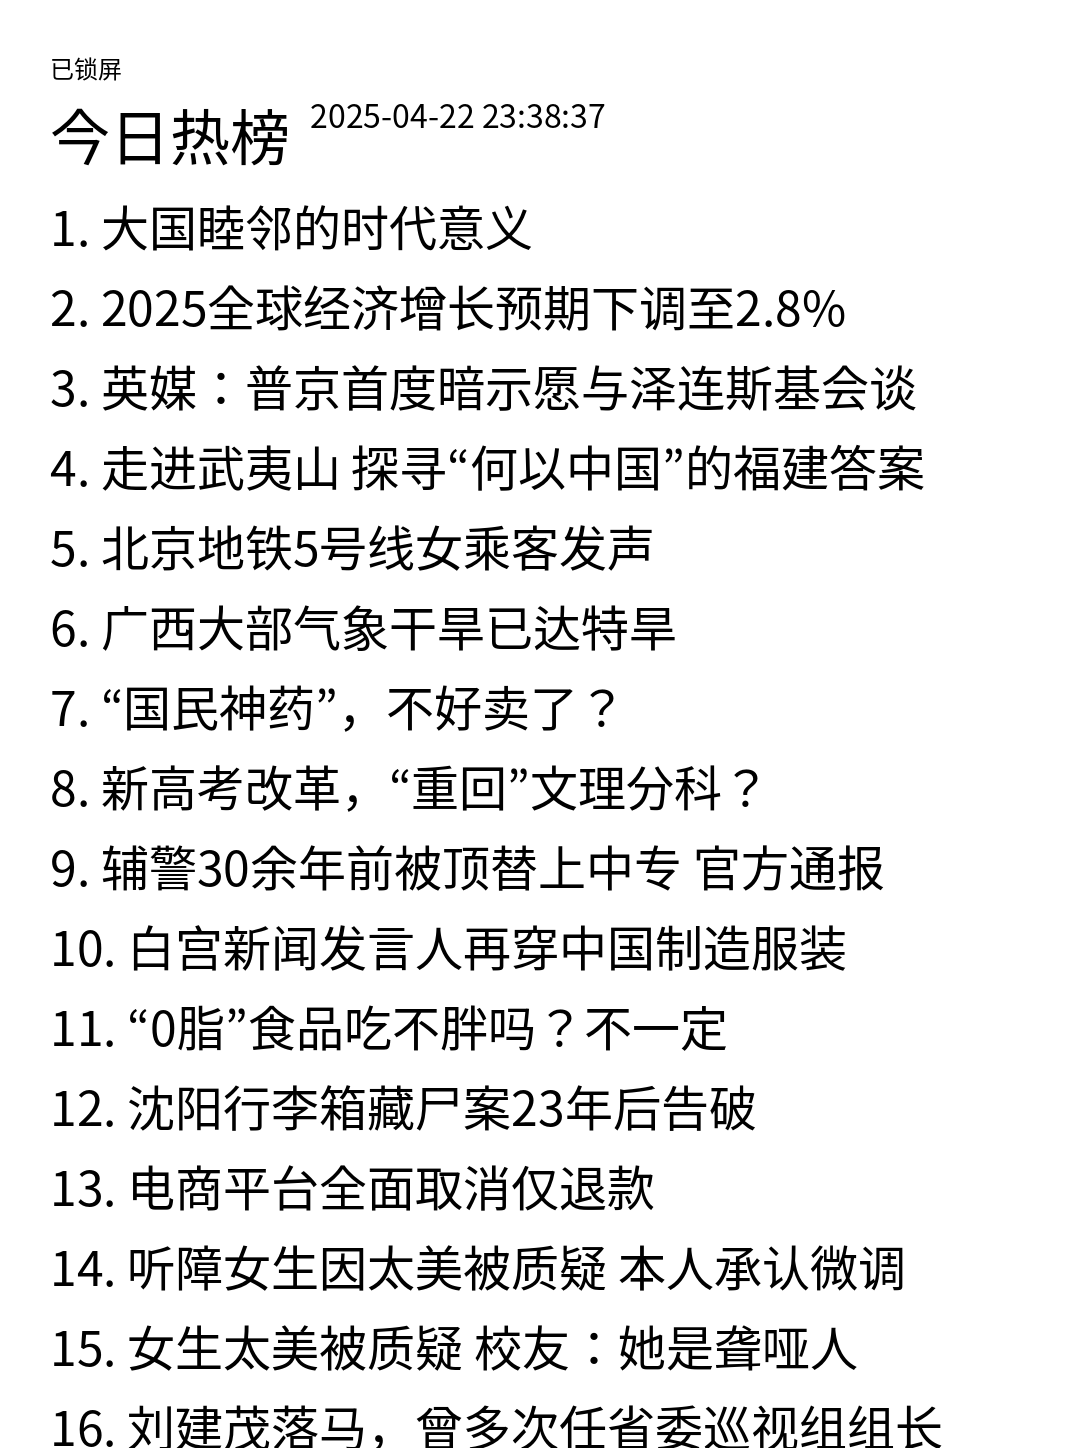 已锁屏
今日热榜 2025-04-22 23:38:37
1. 大国睦邻的时代意义
2. 2025全球经济增长预期下调至2.8%
3. 英媒：普京首度暗示愿与泽连斯基会谈
4. 走进武夷山 探寻“何以中国”的福建答案
5. 北京地铁5号线女乘客发声
6. 广西大部气象干旱已达特旱
7. “国民神药”，不好卖了？
8. 新高考改革，“重回”文理分科？
9. 辅警30余年前被顶替上中专 官方通报
10. 白宫新闻发言人再穿中国制造服装
11. “0脂”食品吃不胖吗？不一定
12. 沈阳行李箱藏尸案23年后告破
13. 电商平台全面取消仅退款
14. 听障女生因太美被质疑 本人承认微调
15. 女生太美被质疑 校友：她是聋哑人
16. 刘建茂落马，曾多次任省委巡视组组长